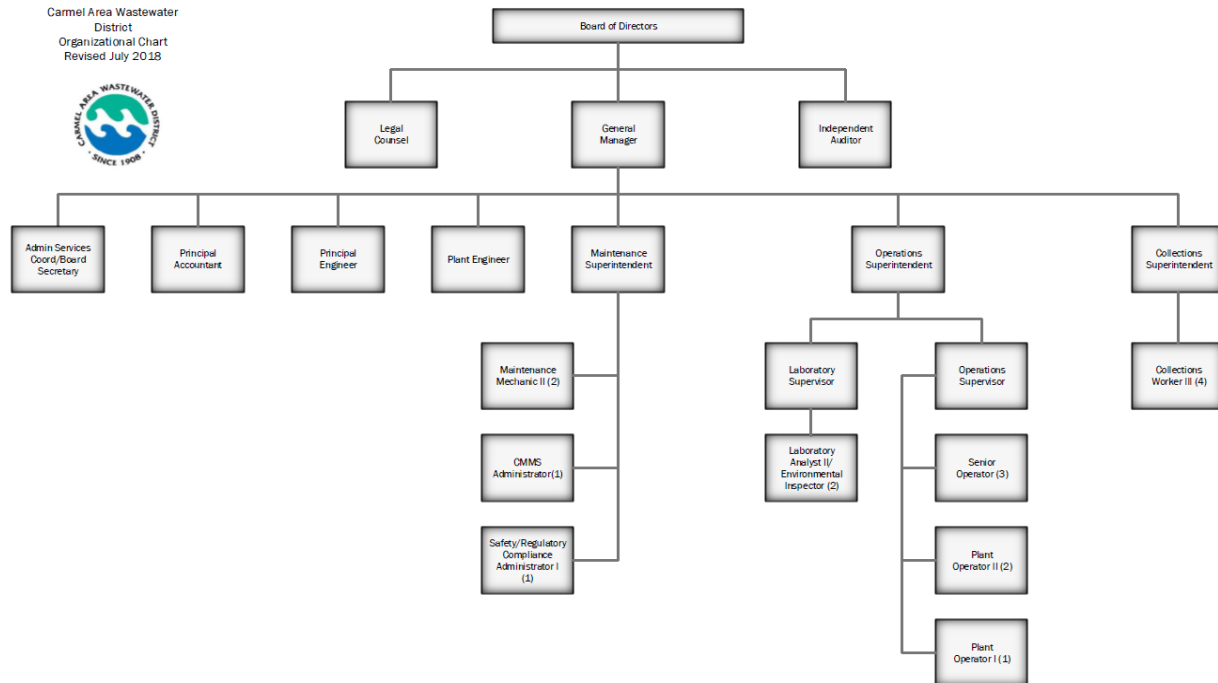 Carmel Area Wastewater
District
Organizational Chart
Revised July 2018
CARMEL AREA WASTEWATER DISTRICT
· SINCE 1908 ·
Board of Directors
Legal
Counsel
General
Manager
Independent
Auditor
Admin Services
Coord/Board
Secretary
Principal
Accountant
Principal
Engineer
Plant Engineer
Maintenance
Superintendent
Operations
Superintendent
Collections
Superintendent
Maintenance
Mechanic II (2)
Laboratory
Supervisor
Operations
Supervisor
Collections
Worker III (4)
CMMS
Administrator(1)
Laboratory
Analyst II/
Environmental
Inspector (2)
Senior
Operator (3)
Safety/Regulatory
Compliance
Administrator I
(1)
Plant
Operator II (2)
Plant
Operator I (1)